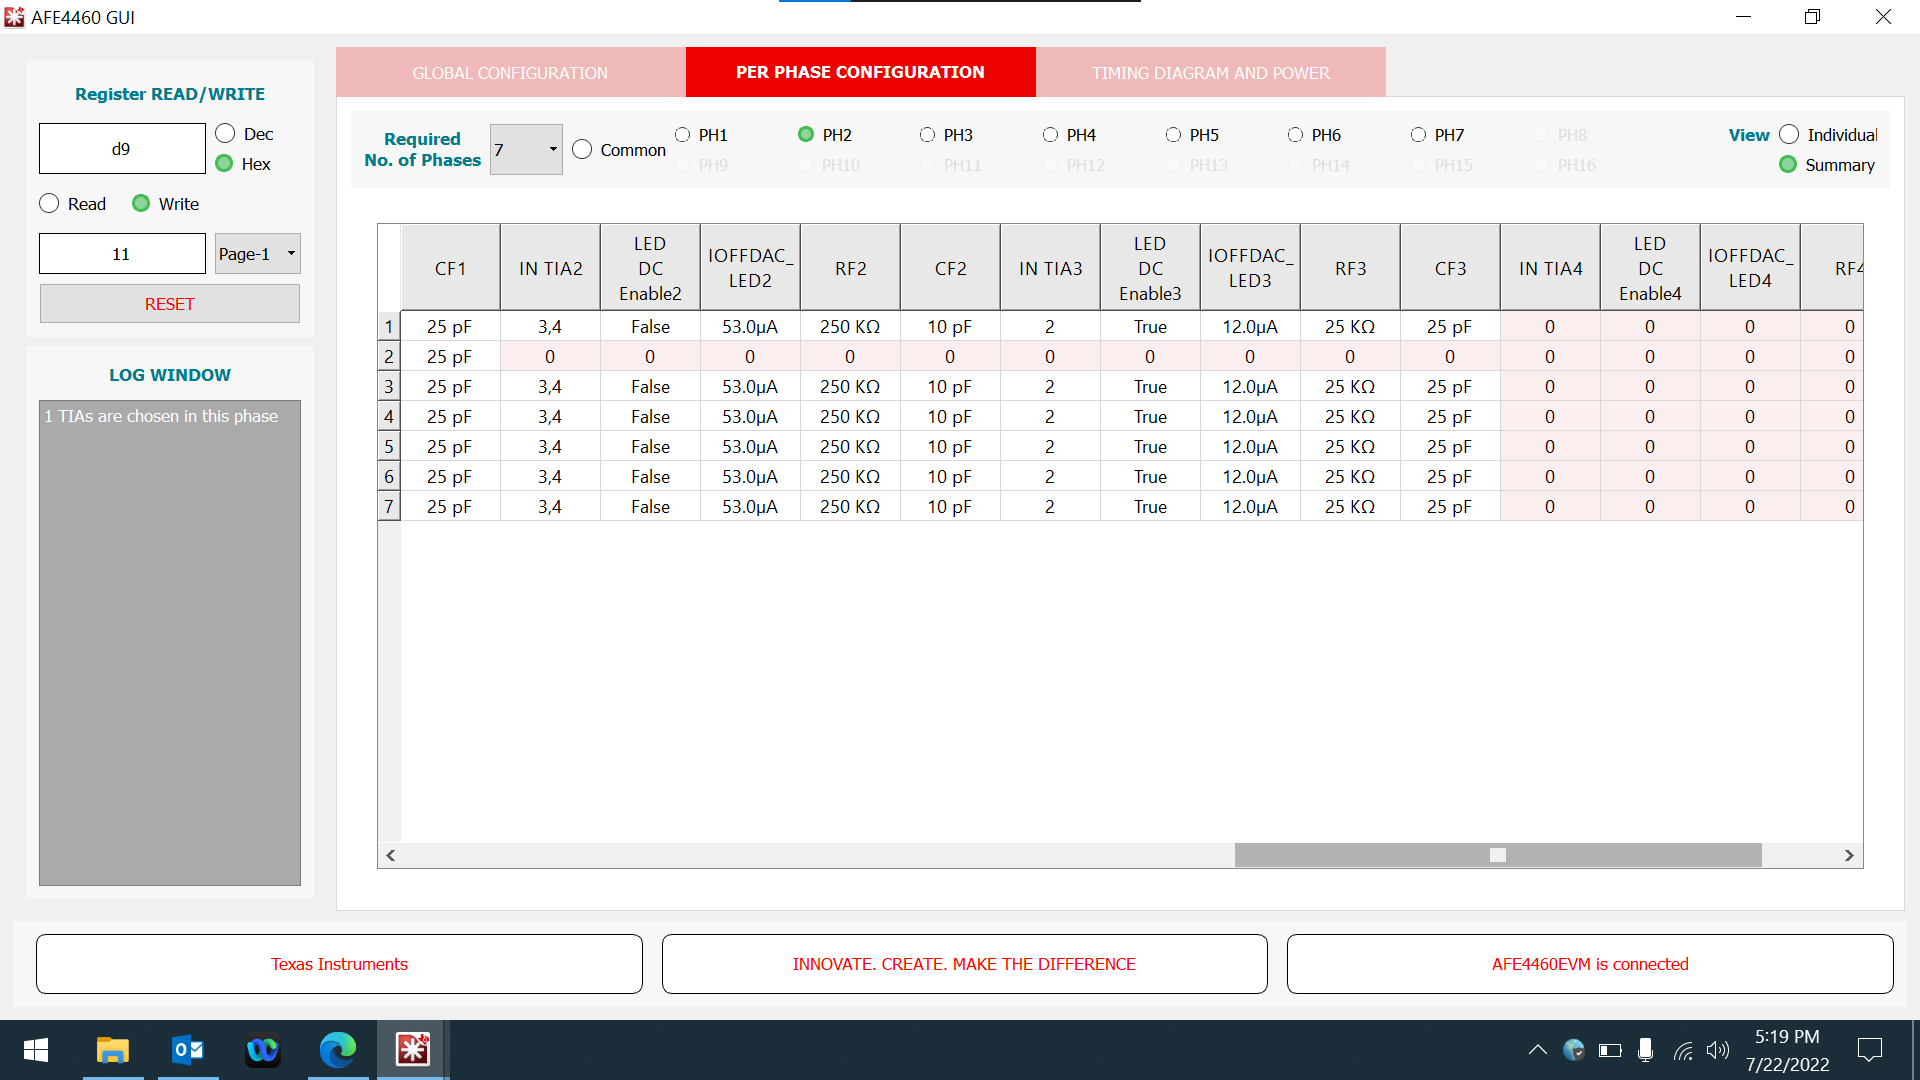 AFE4460 GUI
Register READ/WRITE
d9
Dec
Hex
Read
Write
11
Page-1
RESET
LOG WINDOW
1 TIAs are chosen in this phase
GLOBAL CONFIGURATION
PER PHASE CONFIGURATION
TIMING DIAGRAM AND POWER
Required
No. of Phases
7
Common
PH1 PH2 PH3 PH4 PH5 PH6 PH7 PH8
PH9 PH10 PH11 PH12 PH13 PH14 PH15 PH16
View
Individual
Summary
CF1 IN TIA2 LED DC Enable2 IOFFDAC_LED2 RF2 CF2 IN TIA3 LED DC Enable3 IOFFDAC_LED3 RF3 CF3 IN TIA4 LED DC Enable4 IOFFDAC_LED4 RF4
1 25 pF 3,4 False 53.0µA 250 KΩ 10 pF 2 True 12.0µA 25 KΩ 25 pF 0 0 0 0
2 25 pF 0 0 0 0 0 0 0 0 0 0 0 0 0 0
3 25 pF 3,4 False 53.0µA 250 KΩ 10 pF 2 True 12.0µA 25 KΩ 25 pF 0 0 0 0
4 25 pF 3,4 False 53.0µA 250 KΩ 10 pF 2 True 12.0µA 25 KΩ 25 pF 0 0 0 0
5 25 pF 3,4 False 53.0µA 250 KΩ 10 pF 2 True 12.0µA 25 KΩ 25 pF 0 0 0 0
6 25 pF 3,4 False 53.0µA 250 KΩ 10 pF 2 True 12.0µA 25 KΩ 25 pF 0 0 0 0
7 25 pF 3,4 False 53.0µA 250 KΩ 10 pF 2 True 12.0µA 25 KΩ 25 pF 0 0 0 0
Texas Instruments
INNOVATE. CREATE. MAKE THE DIFFERENCE
AFE4460EVM is connected
5:19 PM
7/22/2022